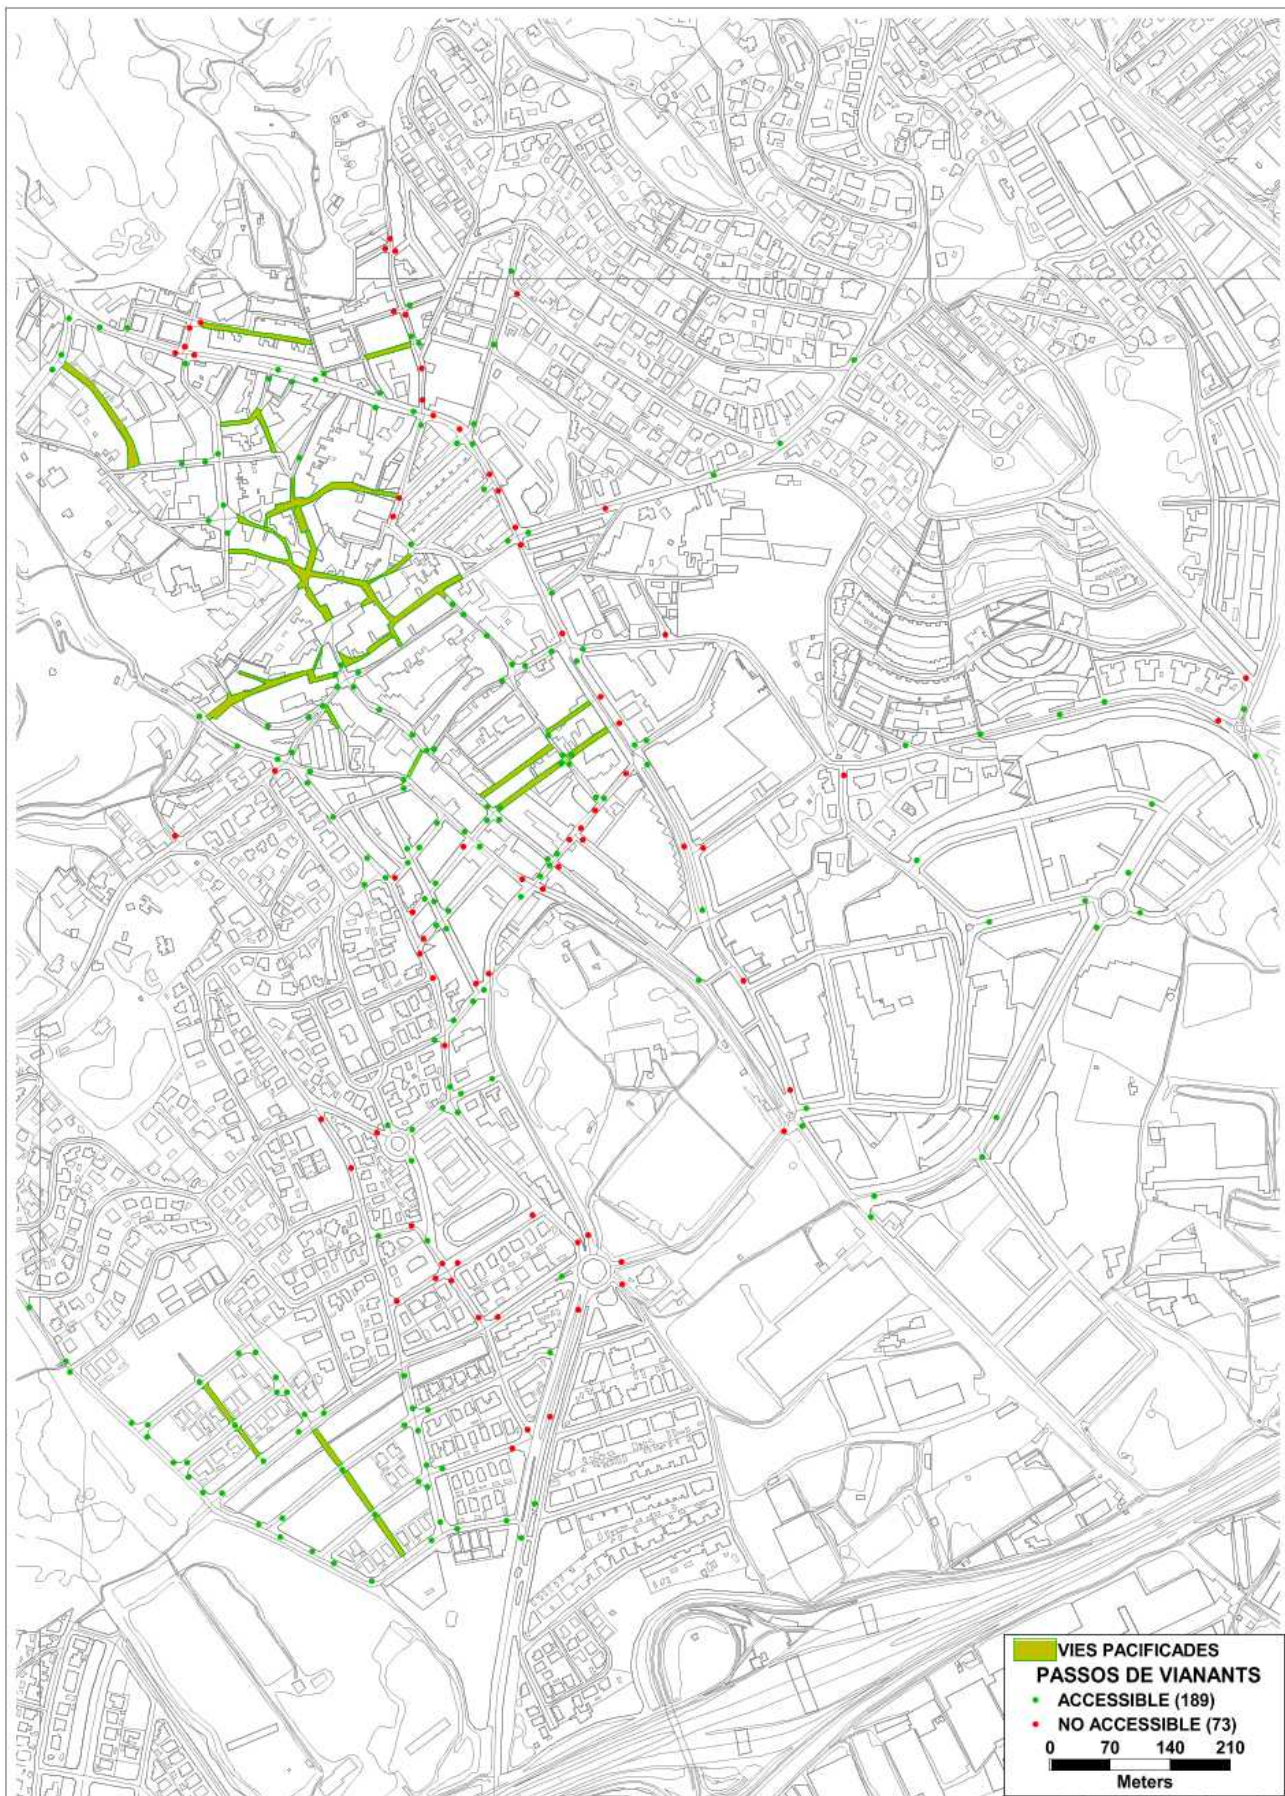 VIES PACIFICADES
PASSOS DE VIANANTS
ACCESSIBLE (189)
NO ACCESSIBLE (73)
0 70 140 210
Meters